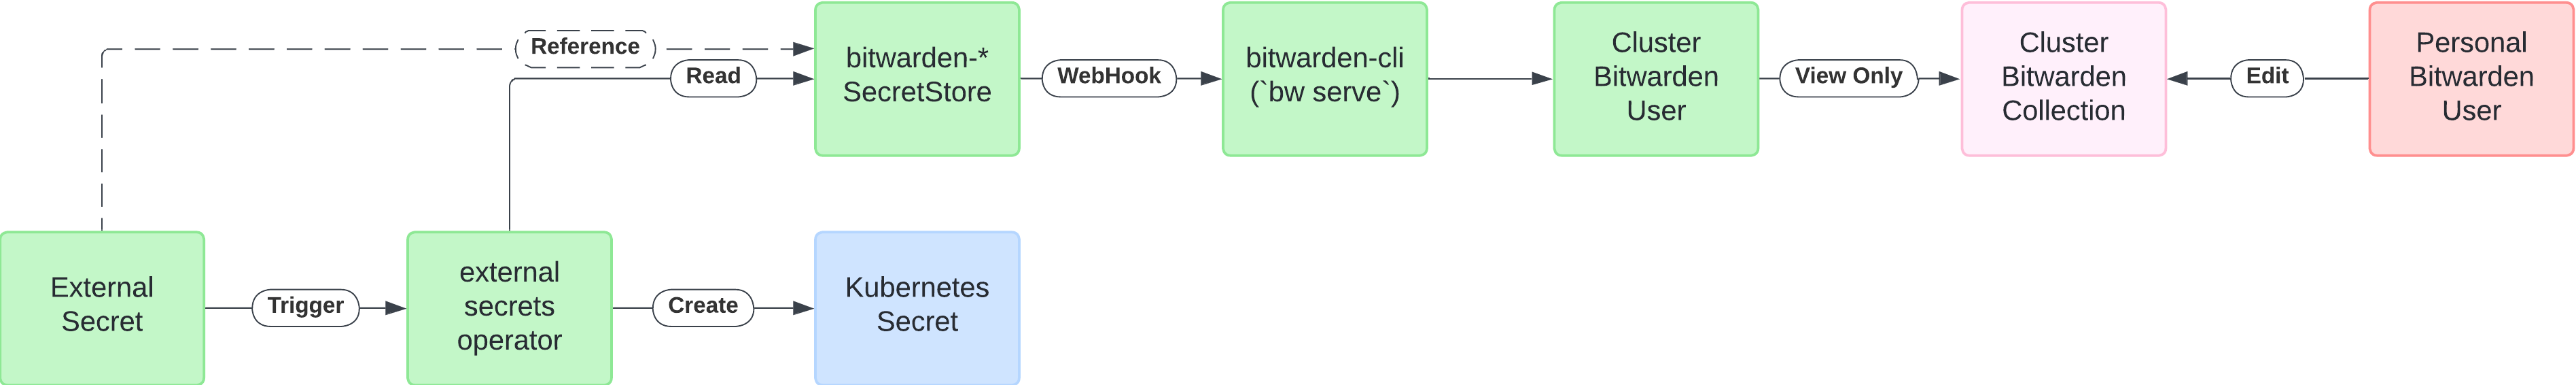 Reference
Read
bitwarden-*
SecretStore
WebHook
bitwarden-cli
(`bw serve`)
Cluster
Bitwarden
User
View Only
Cluster
Bitwarden
Collection
Edit
Personal
Bitwarden
User
External
Secret
Trigger
external
secrets
operator
Create
Kubernetes
Secret